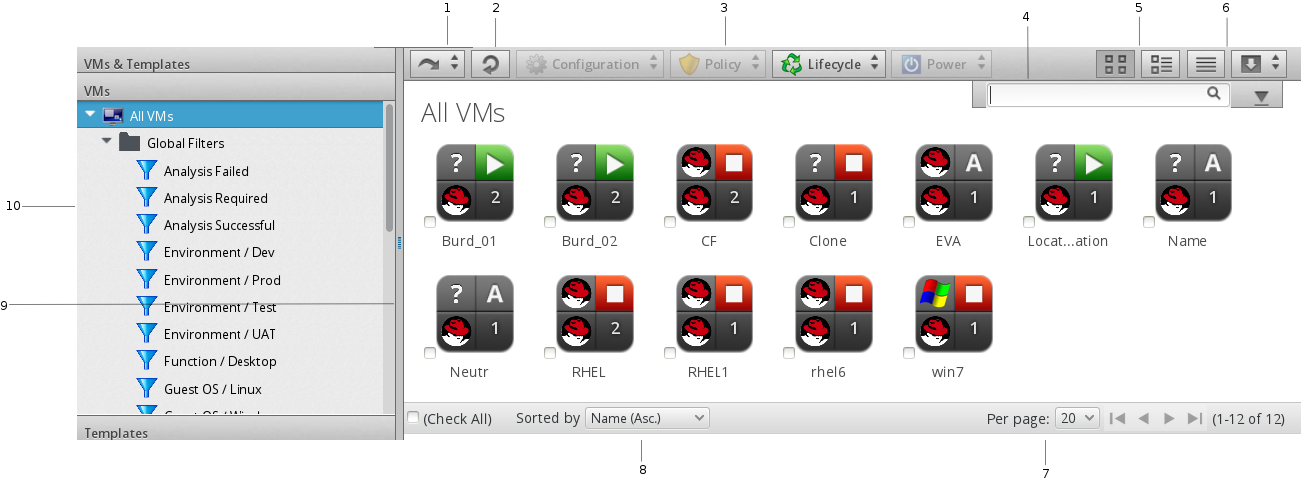 1 2 3 4 5 6
VMs & Templates
Configuration Policy Lifecycle Power
VMs
All VMs
Global Filters
Analysis Failed
Analysis Required
Analysis Successful
Environment / Dev
Environment / Prod
Environment / Test
Environment / UAT
Function / Desktop
Guest OS / Linux
Templates
10
9
All VMs
? 2
? 2
2
? 1
A 1
? 1
? A 1
Burd_01 Burd_02 CF Clone EVA Locat...ation Name
? A 1
2
1
1
1
Neutr RHEL RHEL1 rhel6 win7
(Check All) Sorted by Name (Asc.) Per page: 20 (1-12 of 12)
8 7